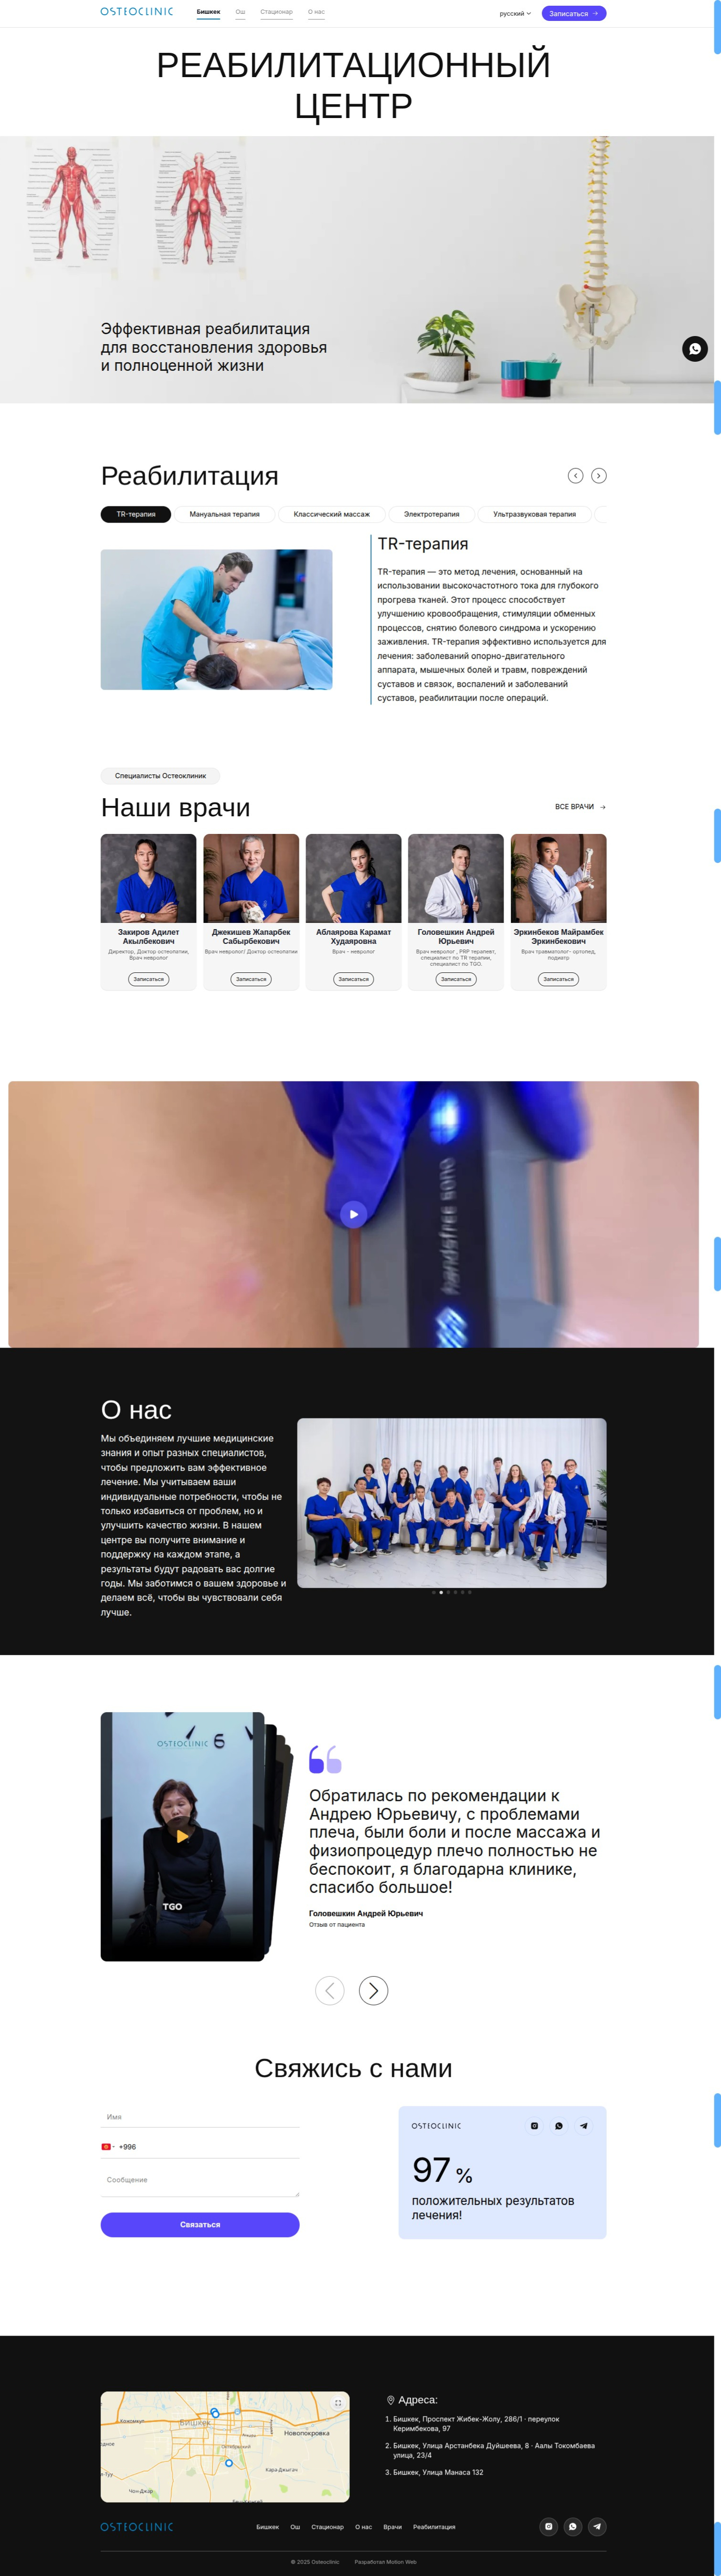 OSTEOCLINIC
Бишкек
Ош
Стационар
О нас
русский
Записаться
РЕАБИЛИТАЦИОННЫЙ
ЦЕНТР
Эффективная реабилитация
для восстановления здоровья
и полноценной жизни
Реабилитация
TR-терапия
Мануальная терапия
Классический массаж
Электротерапия
Ультразвуковая терапия
TR-терапия
TR-терапия — это метод лечения, основанный на
использовании высокочастотного тока для глубокого
прогрева тканей. Этот процесс способствует
улучшению кровообращения, стимуляции обменных
процессов, снятию болевого синдрома и ускорению
заживления. TR-терапия эффективно используется для
лечения: заболеваний опорно-двигательного
аппарата, мышечных болей и травм, повреждений
суставов и связок, воспалений и заболеваний
суставов, реабилитации после операций.
Специалисты Остеоклиник
Наши врачи
ВСЕ ВРАЧИ
Закиров Адилет
Акылбекович
Директор, Доктор остеопатии,
Врач невролог
Записаться
Джекишев Жапарбек
Сабырбекович
Врач невролог/ Доктор остеопатии
Записаться
Аблаярова Карамат
Худаяровна
Врач - невролог
Записаться
Головешкин Андрей
Юрьевич
Врач невролог , PRP терапевт,
специалист по TR терапии,
специалист по TGO.
Записаться
Эркинбеков Майрамбек
Эркинбекович
Врач травматолог- ортопед,
подиатр
Записаться
О нас
Мы объединяем лучшие медицинские
знания и опыт разных специалистов,
чтобы предложить вам эффективное
лечение. Мы учитываем ваши
индивидуальные потребности, чтобы не
только избавиться от проблем, но и
улучшить качество жизни. В нашем
центре вы получите внимание и
поддержку на каждом этапе, а
результаты будут радовать вас долгие
годы. Мы заботимся о вашем здоровье и
делаем всё, чтобы вы чувствовали себя
лучше.
OSTEOCLINIC
6
TGO
Обратилась по рекомендации к
Андрею Юрьевичу, с проблемами
плеча, были боли и после массажа и
физиопроцедур плечо полностью не
беспокоит, я благодарна клинике,
спасибо большое!
Головешкин Андрей Юрьевич
Отзыв от пациента
Свяжись с нами
Имя
+996
Сообщение
Связаться
OSTEOCLINIC
97 %
положительных результатов
лечения!
Бишкек
Новопокровка
Кара-Джыгач
Чон-Джар
Адреса:
1. Бишкек, Проспект Жибек-Жолу, 286/1 · переулок
Керимбекова, 97
2. Бишкек, Улица Арстанбека Дуйшеева, 8 · Аалы Токомбаева
улица, 23/4
3. Бишкек, Улица Манаса 132
OSTEOCLINIC
Бишкек
Ош
Стационар
О нас
Врачи
Реабилитация
© 2025 Osteoclinic
Разработал Motion Web